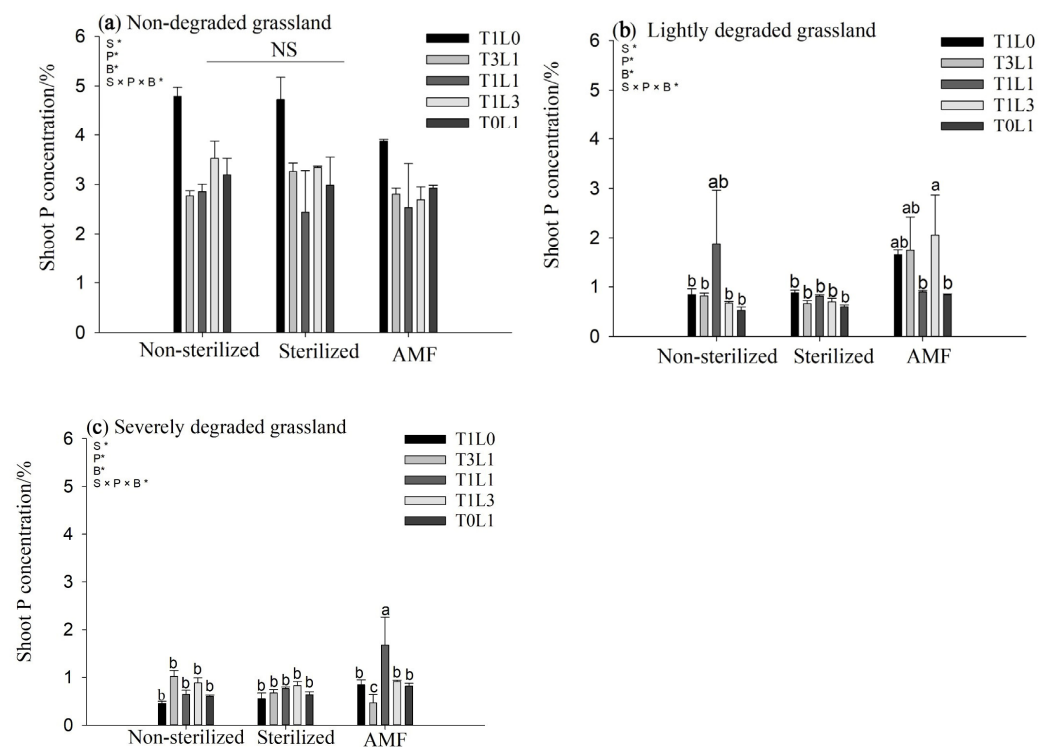 (a) Non-degraded grassland
S *
P*
B*
S × P × B *
NS
T1L0
T3L1
T1L1
T1L3
T0L1
Shoot P concentration/%
6
5
4
3
2
1
0
Non-sterilized
Sterilized
AMF
(b) Lightly degraded grassland
S *
P*
B*
S × P × B *
T1L0
T3L1
T1L1
T1L3
T0L1
Shoot P concentration/%
6
5
4
3
2
1
0
b b ab b b
b b b b b
ab ab b a b
Non-sterilized
Sterilized
AMF
(c) Severely degraded grassland
S *
P*
B*
S × P × B *
T1L0
T3L1
T1L1
T1L3
T0L1
Shoot P concentration/%
6
5
4
3
2
1
0
b b b b b
b b b b b
b c a b b
Non-sterilized
Sterilized
AMF